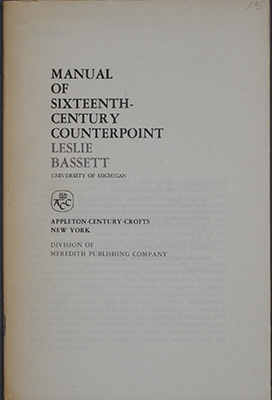 MANUAL
OF
SIXTEENTH-
CENTURY
COUNTERPOINT
LESLIE
BASSETT
UNIVERSITY OF MICHIGAN
ACC
APPLETON-CENTURY-CROFTS
NEW YORK
DIVISION OF
MEREDITH PUBLISHING COMPANY